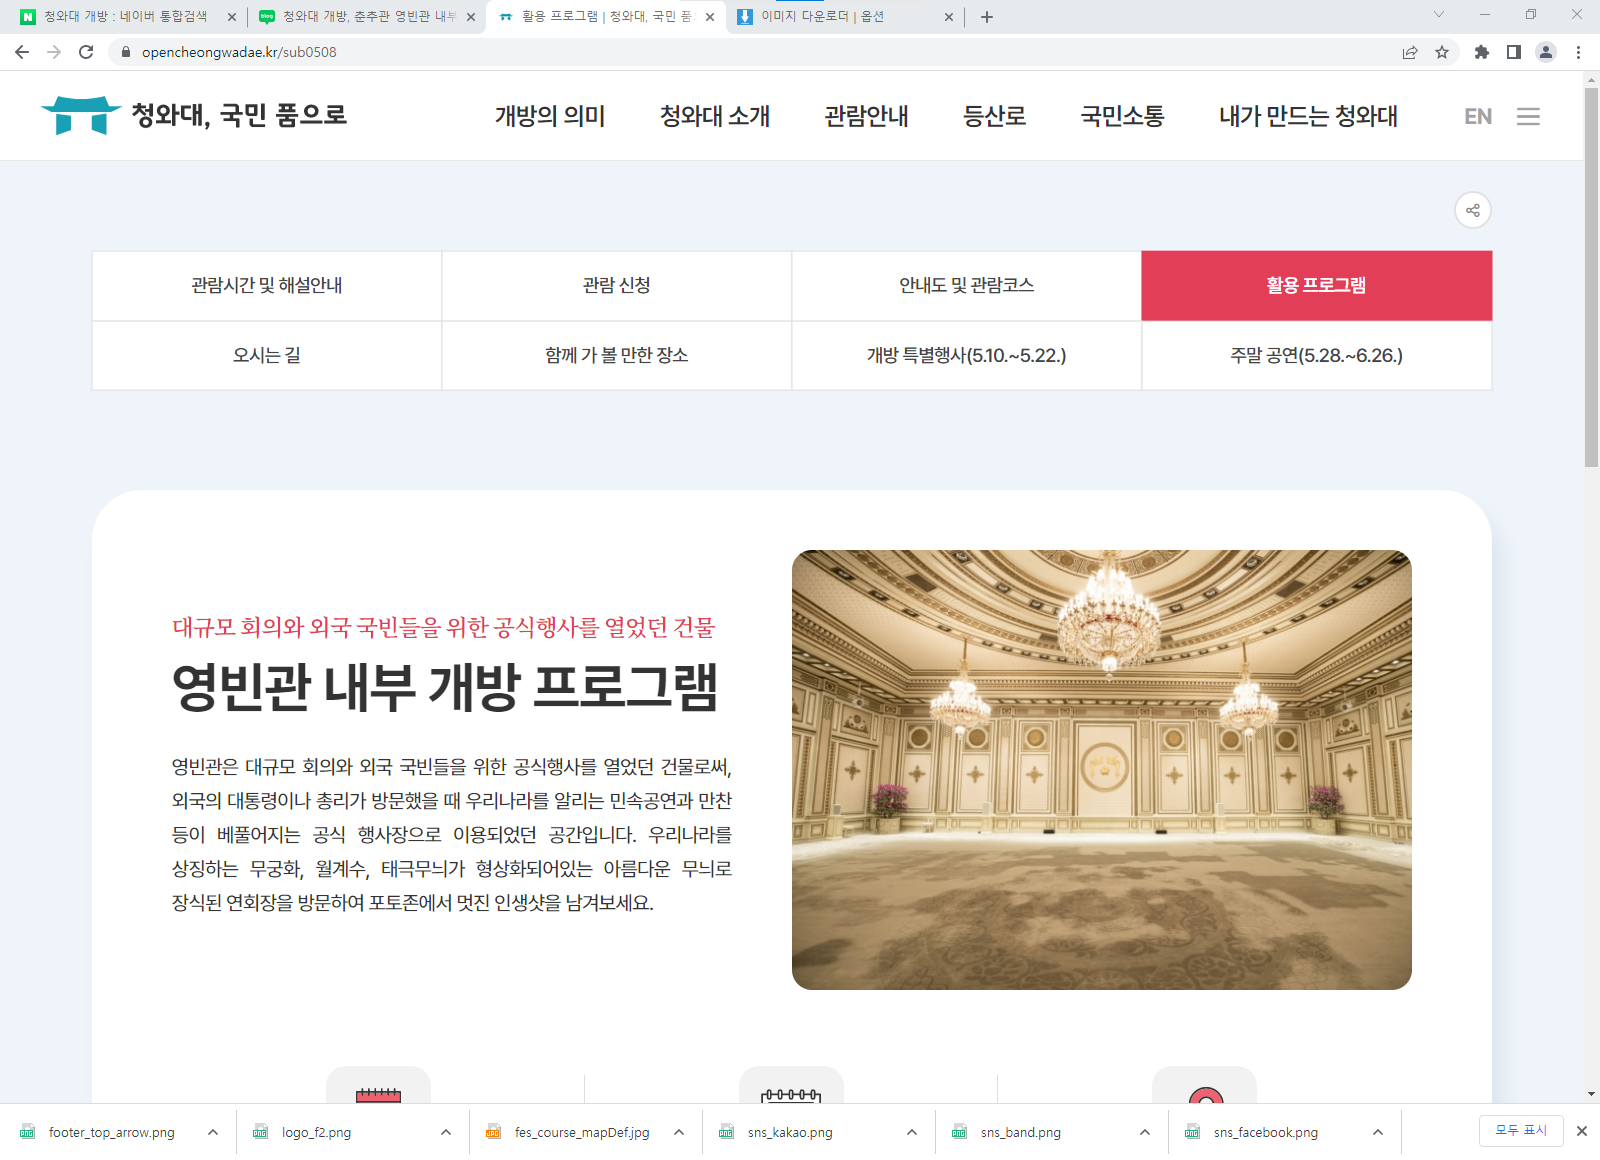 청와대 개방 : 네이버 통합검색
청와대 개방, 춘추관 영빈관 내부
활용 프로그램 | 청와대, 국민 품
이미지 다운로더 | 옵션
opencheongwadae.kr/sub0508
청와대, 국민 품으로
개방의 의미
청와대 소개
관람안내
등산로
국민소통
내가 만드는 청와대
EN
관람시간 및 해설안내
관람 신청
안내도 및 관람코스
활용 프로그램
오시는 길
함께 가 볼 만한 장소
개방 특별행사(5.10.~5.22.)
주말 공연(5.28.~6.26.)
대규모 회의와 외국 국빈들을 위한 공식행사를 열었던 건물
영빈관 내부 개방 프로그램
영빈관은 대규모 회의와 외국 국빈들을 위한 공식행사를 열었던 건물로써,
외국의 대통령이나 총리가 방문했을 때 우리나라를 알리는 민속공연과 만찬
등이 베풀어지는 공식 행사장으로 이용되었던 공간입니다. 우리나라를
상징하는 무궁화, 월계수, 태극무늬가 형상화되어있는 아름다운 무늬로
장식된 연회장을 방문하여 포토존에서 멋진 인생샷을 남겨보세요.
footer_top_arrow.png
logo_f2.png
fes_course_mapDef.jpg
sns_kakao.png
sns_band.png
sns_facebook.png
모두 표시